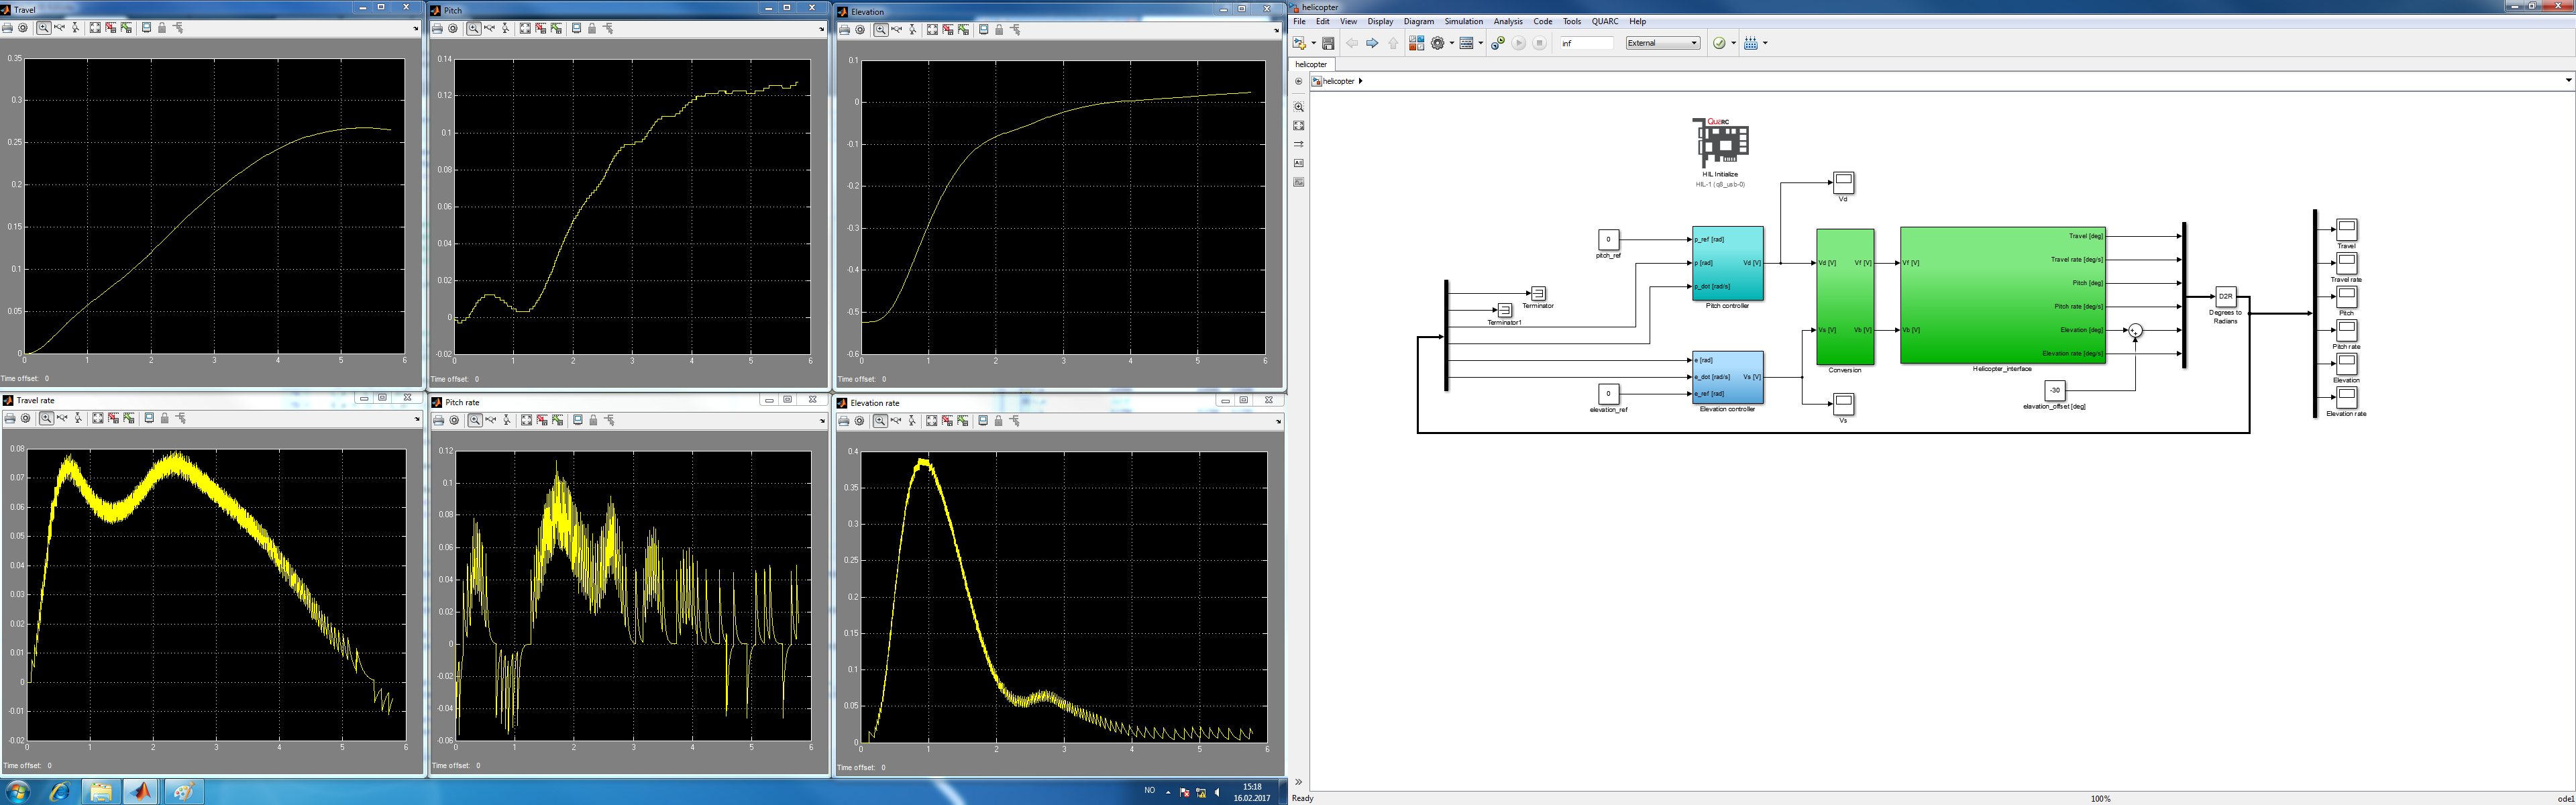 Travel
0.35
0.3
0.25
0.2
0.15
0.1
0.05
0
0 1 2 3 4 5 6
Time offset: 0
Pitch
0.14
0.12
0.1
0.08
0.06
0.04
0.02
0
-0.02
0 1 2 3 4 5 6
Time offset: 0
Elevation
0.1
0
-0.1
-0.2
-0.3
-0.4
-0.5
-0.6
0 1 2 3 4 5 6
Time offset: 0
Travel rate
0.08
0.07
0.06
0.05
0.04
0.03
0.02
0.01
0
-0.01
-0.02
0 1 2 3 4 5 6
Time offset: 0
Pitch rate
0.12
0.1
0.08
0.06
0.04
0.02
0
-0.02
-0.04
-0.06
0 1 2 3 4 5 6
Time offset: 0
Elevation rate
0.4
0.35
0.3
0.25
0.2
0.15
0.1
0.05
0
0 1 2 3 4 5 6
Time offset: 0
NO
15:18
16.02.2017
helicopter
File Edit View Display Diagram Simulation Analysis Code Tools QUARC Help
inf
External
helicopter
helicopter
QUARC
HIL Initialize
HIL-1 (q8_usb-0)
Vd
0
pitch_ref
p_ref [rad]
p [rad]
p_dot [rad/s]
Vd [V]
Pitch controller
Terminator
Terminator1
0
elevation_ref
e [rad]
e_dot [rad/s]
e_ref [rad]
Vs [V]
Elevation controller
Vs
Vd [V]
Vs [V]
Vf [V]
Vb [V]
Conversion
Vf [V]
Vb [V]
Travel [deg]
Travel rate [deg/s]
Pitch [deg]
Pitch rate [deg/s]
Elevation [deg]
Elevation rate [deg/s]
Helicopter_interface
-30
elavation_offset [deg]
D2R
Degrees to
Radians
Travel
Travel rate
Pitch
Pitch rate
Elevation
Elevation rate
Ready
100%
ode1